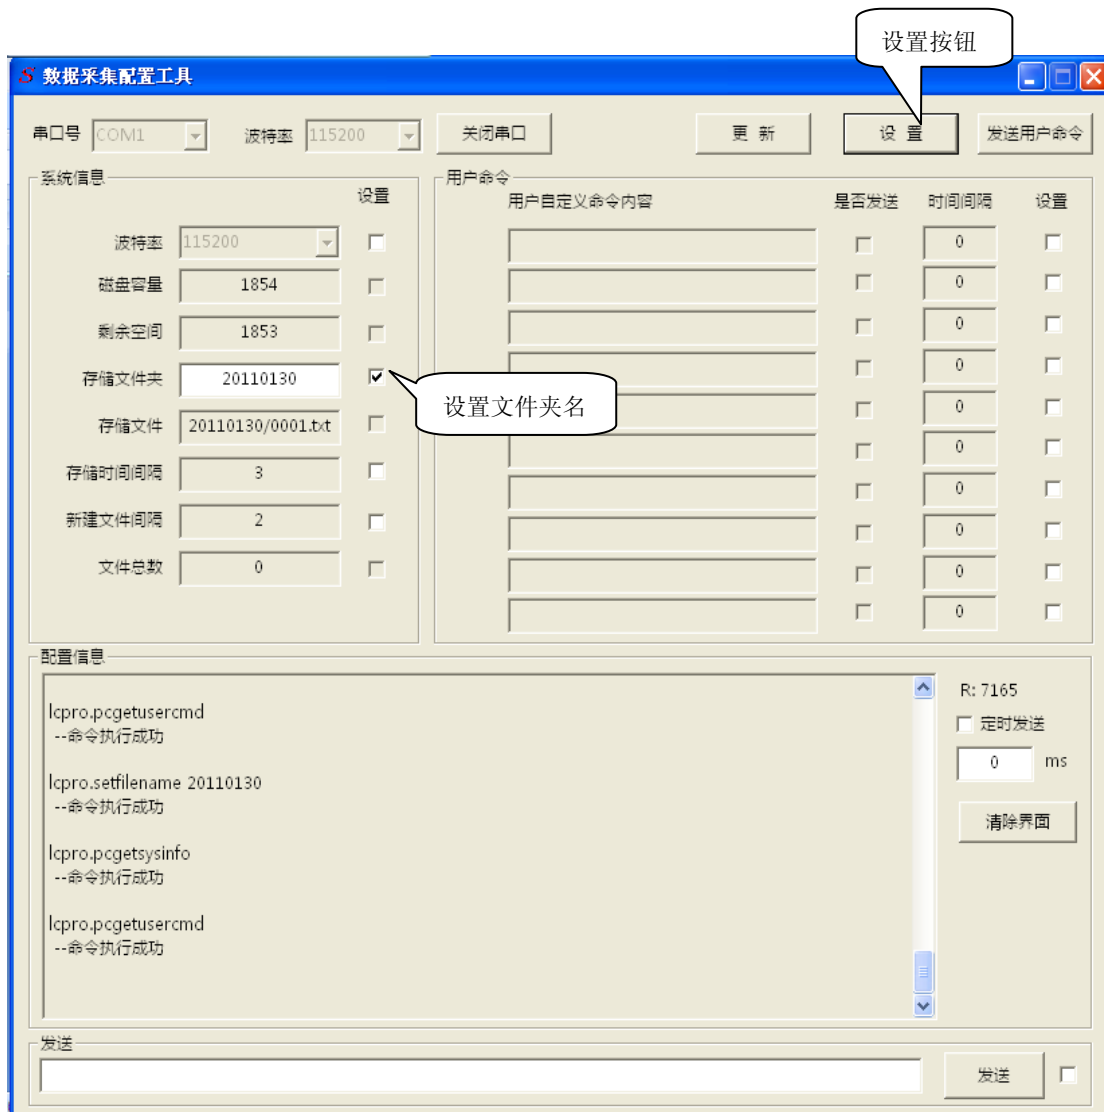 设置按钮
S 数据采集配置工具
串口号 COM1 波特率 115200 关闭串口 更 新 设 置 发送用户命令
系统信息 用户命令
设置 用户自定义命令内容 是否发送 时间间隔 设置
波特率 115200 0
磁盘容量 1854 0
剩余空间 1853 0
存储文件夹 20110130 0
设置文件夹名
存储文件 20110130/0001.txt 0
0
存储时间间隔 3 0
新建文件间隔 2 0
文件总数 0 0
0
配置信息
lcpro.pcgetusercmd
--命令执行成功
lcpro.setfilename 20110130
--命令执行成功
lcpro.pcgetsysinfo
--命令执行成功
lcpro.pcgetusercmd
--命令执行成功
R: 7165
定时发送
0 ms
清除界面
发送
发送